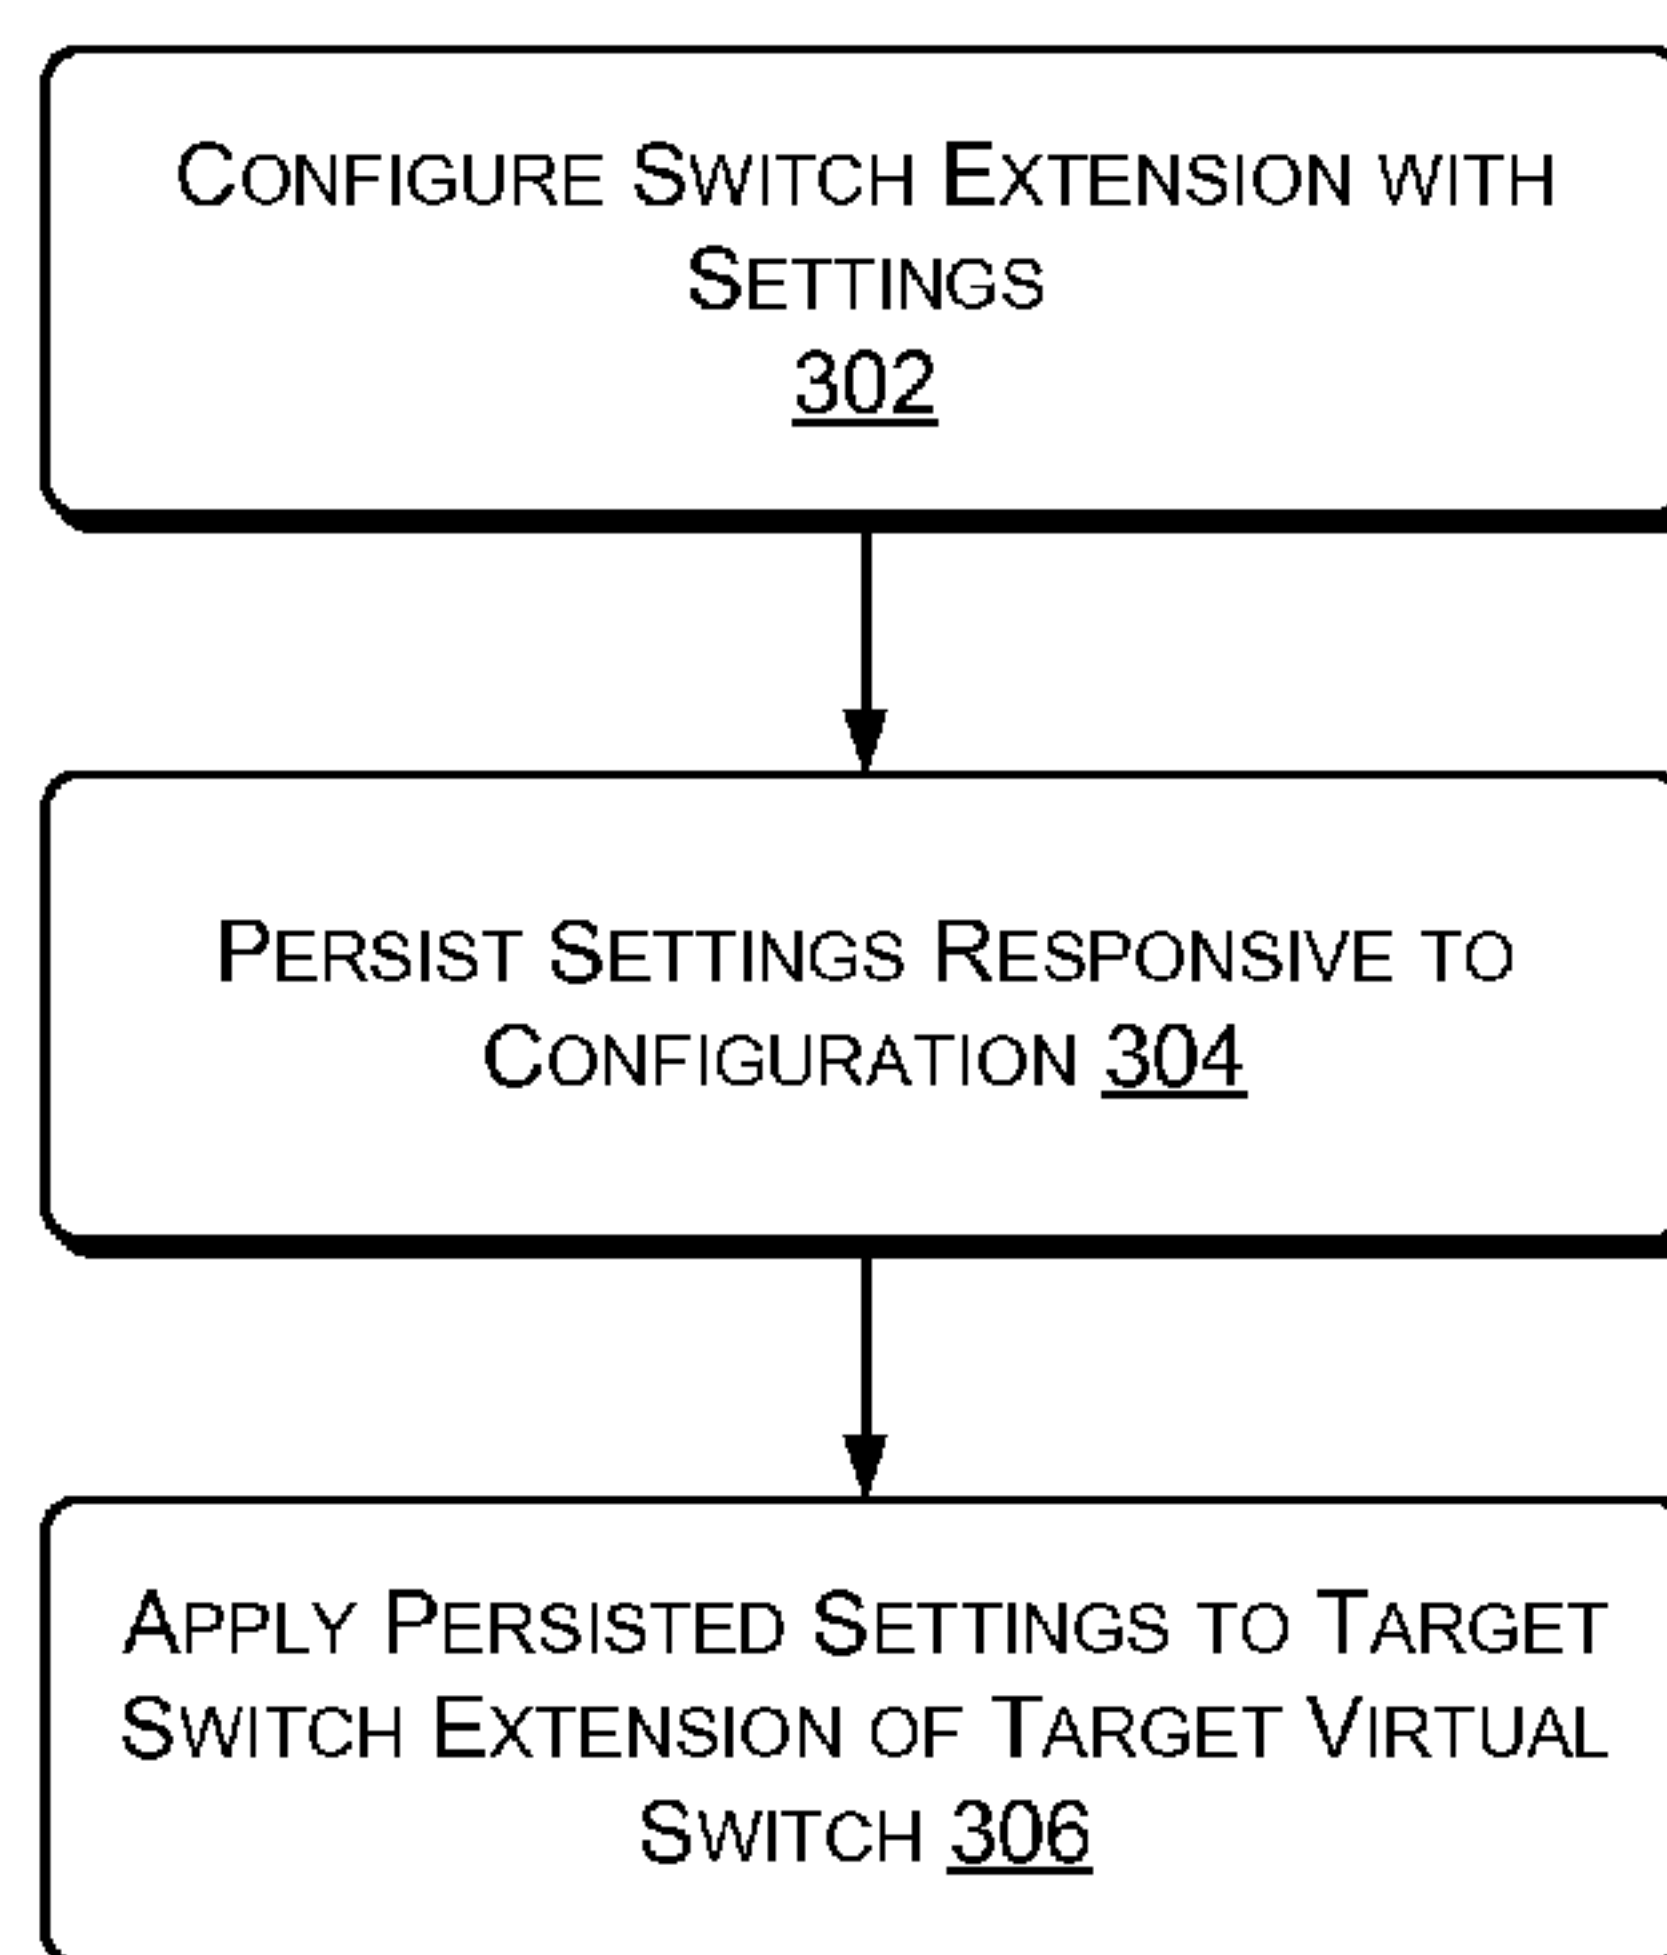 CONFIGURE SWITCH EXTENSION WITH
SETTINGS
302
PERSIST SETTINGS RESPONSIVE TO
CONFIGURATION 304
APPLY PERSISTED SETTINGS TO TARGET
SWITCH EXTENSION OF TARGET VIRTUAL
SWITCH 306